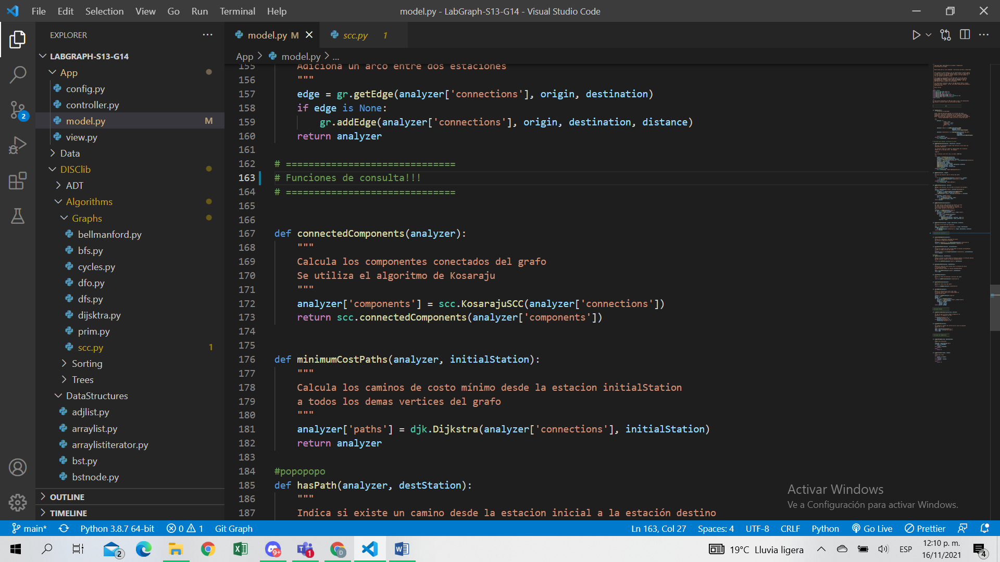 File Edit Selection View Go Run Terminal Help
model.py - LabGraph-S13-G14 - Visual Studio Code
EXPLORER
LABGRAPH-S13-G14
App
config.py
controller.py
model.py M
view.py
Data
DISClib
ADT
Algorithms
Graphs
bellmanford.py
bfs.py
cycles.py
dfo.py
dfs.py
dijsktra.py
prim.py
scc.py 1
Sorting
Trees
DataStructures
adjlist.py
arraylist.py
arraylistiterator.py
bst.py
bstnode.py
OUTLINE
TIMELINE
2
model.py M
scc.py 1
App > model.py > ...
155 Adiciona un arco entre dos estaciones
156 """
157 edge = gr.getEdge(analyzer['connections'], origin, destination)
158 if edge is None:
159 gr.addEdge(analyzer['connections'], origin, destination, distance)
160 return analyzer
161
162 # ==============================
163 # Funciones de consulta!!!
164 # ==============================
165
166
167 def connectedComponents(analyzer):
168 """
169 Calcula los componentes conectados del grafo
170 Se utiliza el algoritmo de Kosaraju
171 """
172 analyzer['components'] = scc.KosarajuSCC(analyzer['connections'])
173 return scc.connectedComponents(analyzer['components'])
174
175
176 def minimumCostPaths(analyzer, initialStation):
177 """
178 Calcula los caminos de costo mínimo desde la estacion initialStation
179 a todos los demas vertices del grafo
180 """
181 analyzer['paths'] = djk.Dijkstra(analyzer['connections'], initialStation)
182 return analyzer
183
184 #popopopo
185 def hasPath(analyzer, destStation):
186 """
187 Indica si existe un camino desde la estacion inicial a la estación destino
Activar Windows
Ve a Configuración para activar Windows.
main* Python 3.8.7 64-bit 0 1 Git Graph
Ln 163, Col 27 Spaces: 4 UTF-8 CRLF Python Go Live Prettier
2 9+ 1
19°C Lluvia ligera ESP
12:10 p. m.
16/11/2021
4